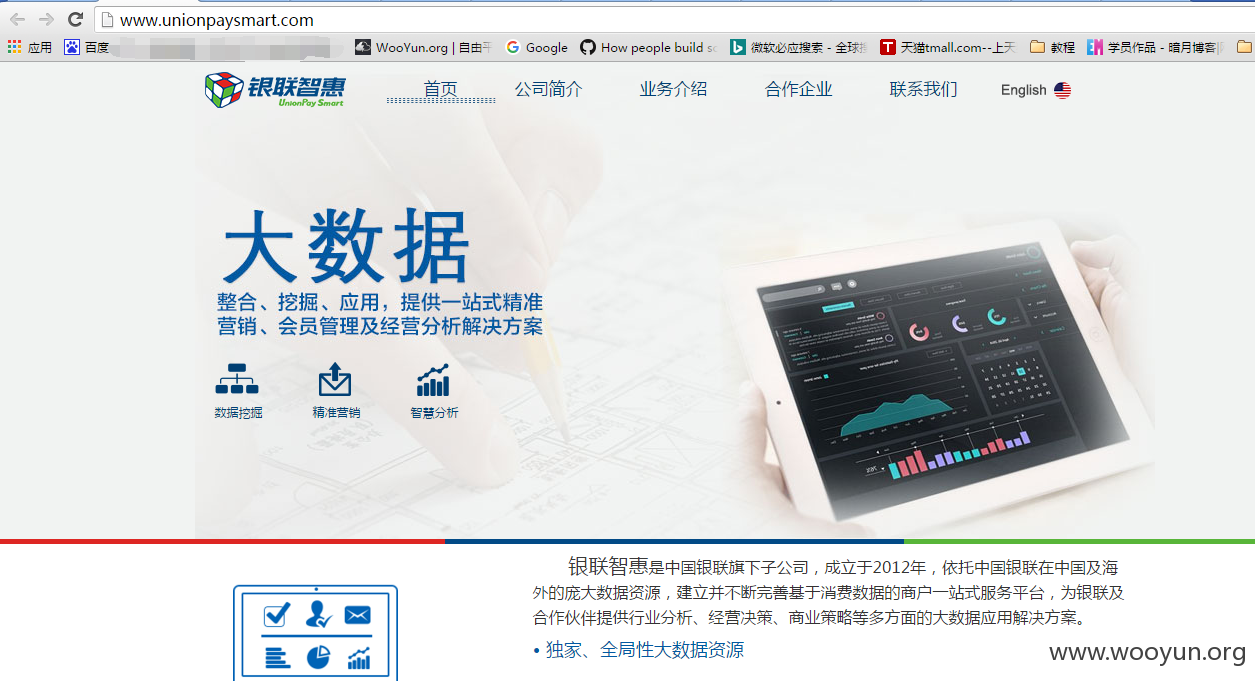 www.unionpaysmart.com
应用 百度 WooYun.org | 自由平 Google How people build so 微软必应搜索 - 全球搜 天猫tmall.com--上天 教程 学员作品 - 暗月博客
银联智惠
UnionPay Smart
首页 公司简介 业务介绍 合作企业 联系我们 English
大数据
整合、挖掘、应用，提供一站式精准
营销、会员管理及经营分析解决方案
数据挖掘 精准营销 智慧分析
银联智惠是中国银联旗下子公司，成立于2012年，依托中国银联在中国及海
外的庞大数据资源，建立并不断完善基于消费数据的商户一站式服务平台，为银联及
合作伙伴提供行业分析、经营决策、商业策略等多方面的大数据应用解决方案。
• 独家、全局性大数据资源
www.wooyun.org